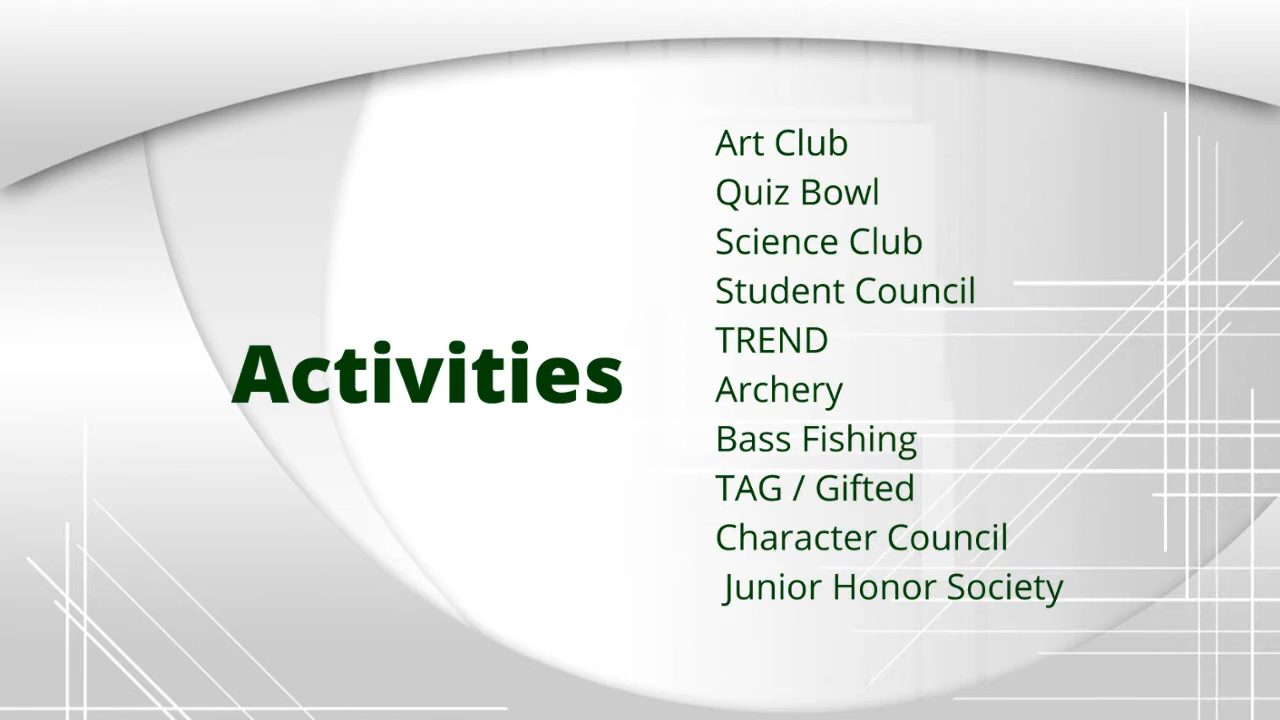 Activities
Art Club
Quiz Bowl
Science Club
Student Council
TREND
Archery
Bass Fishing
TAG / Gifted
Character Council
Junior Honor Society